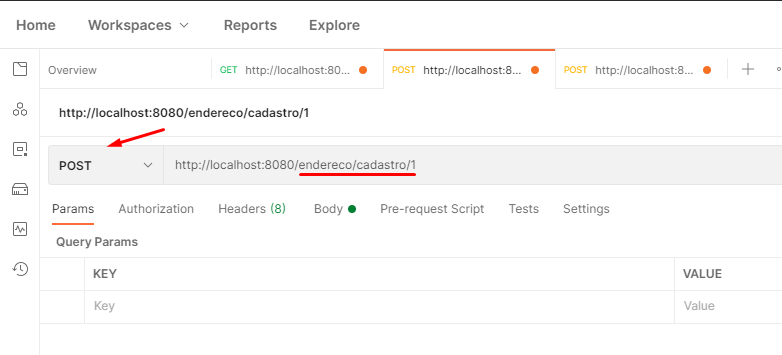 Home Workspaces Reports Explore
Overview GET http://localhost:80... POST http://localhost:8... POST http://localhost:8...
http://localhost:8080/endereco/cadastro/1
POST http://localhost:8080/endereco/cadastro/1
Params Authorization Headers (8) Body Pre-request Script Tests Settings
Query Params
KEY VALUE
Key Value